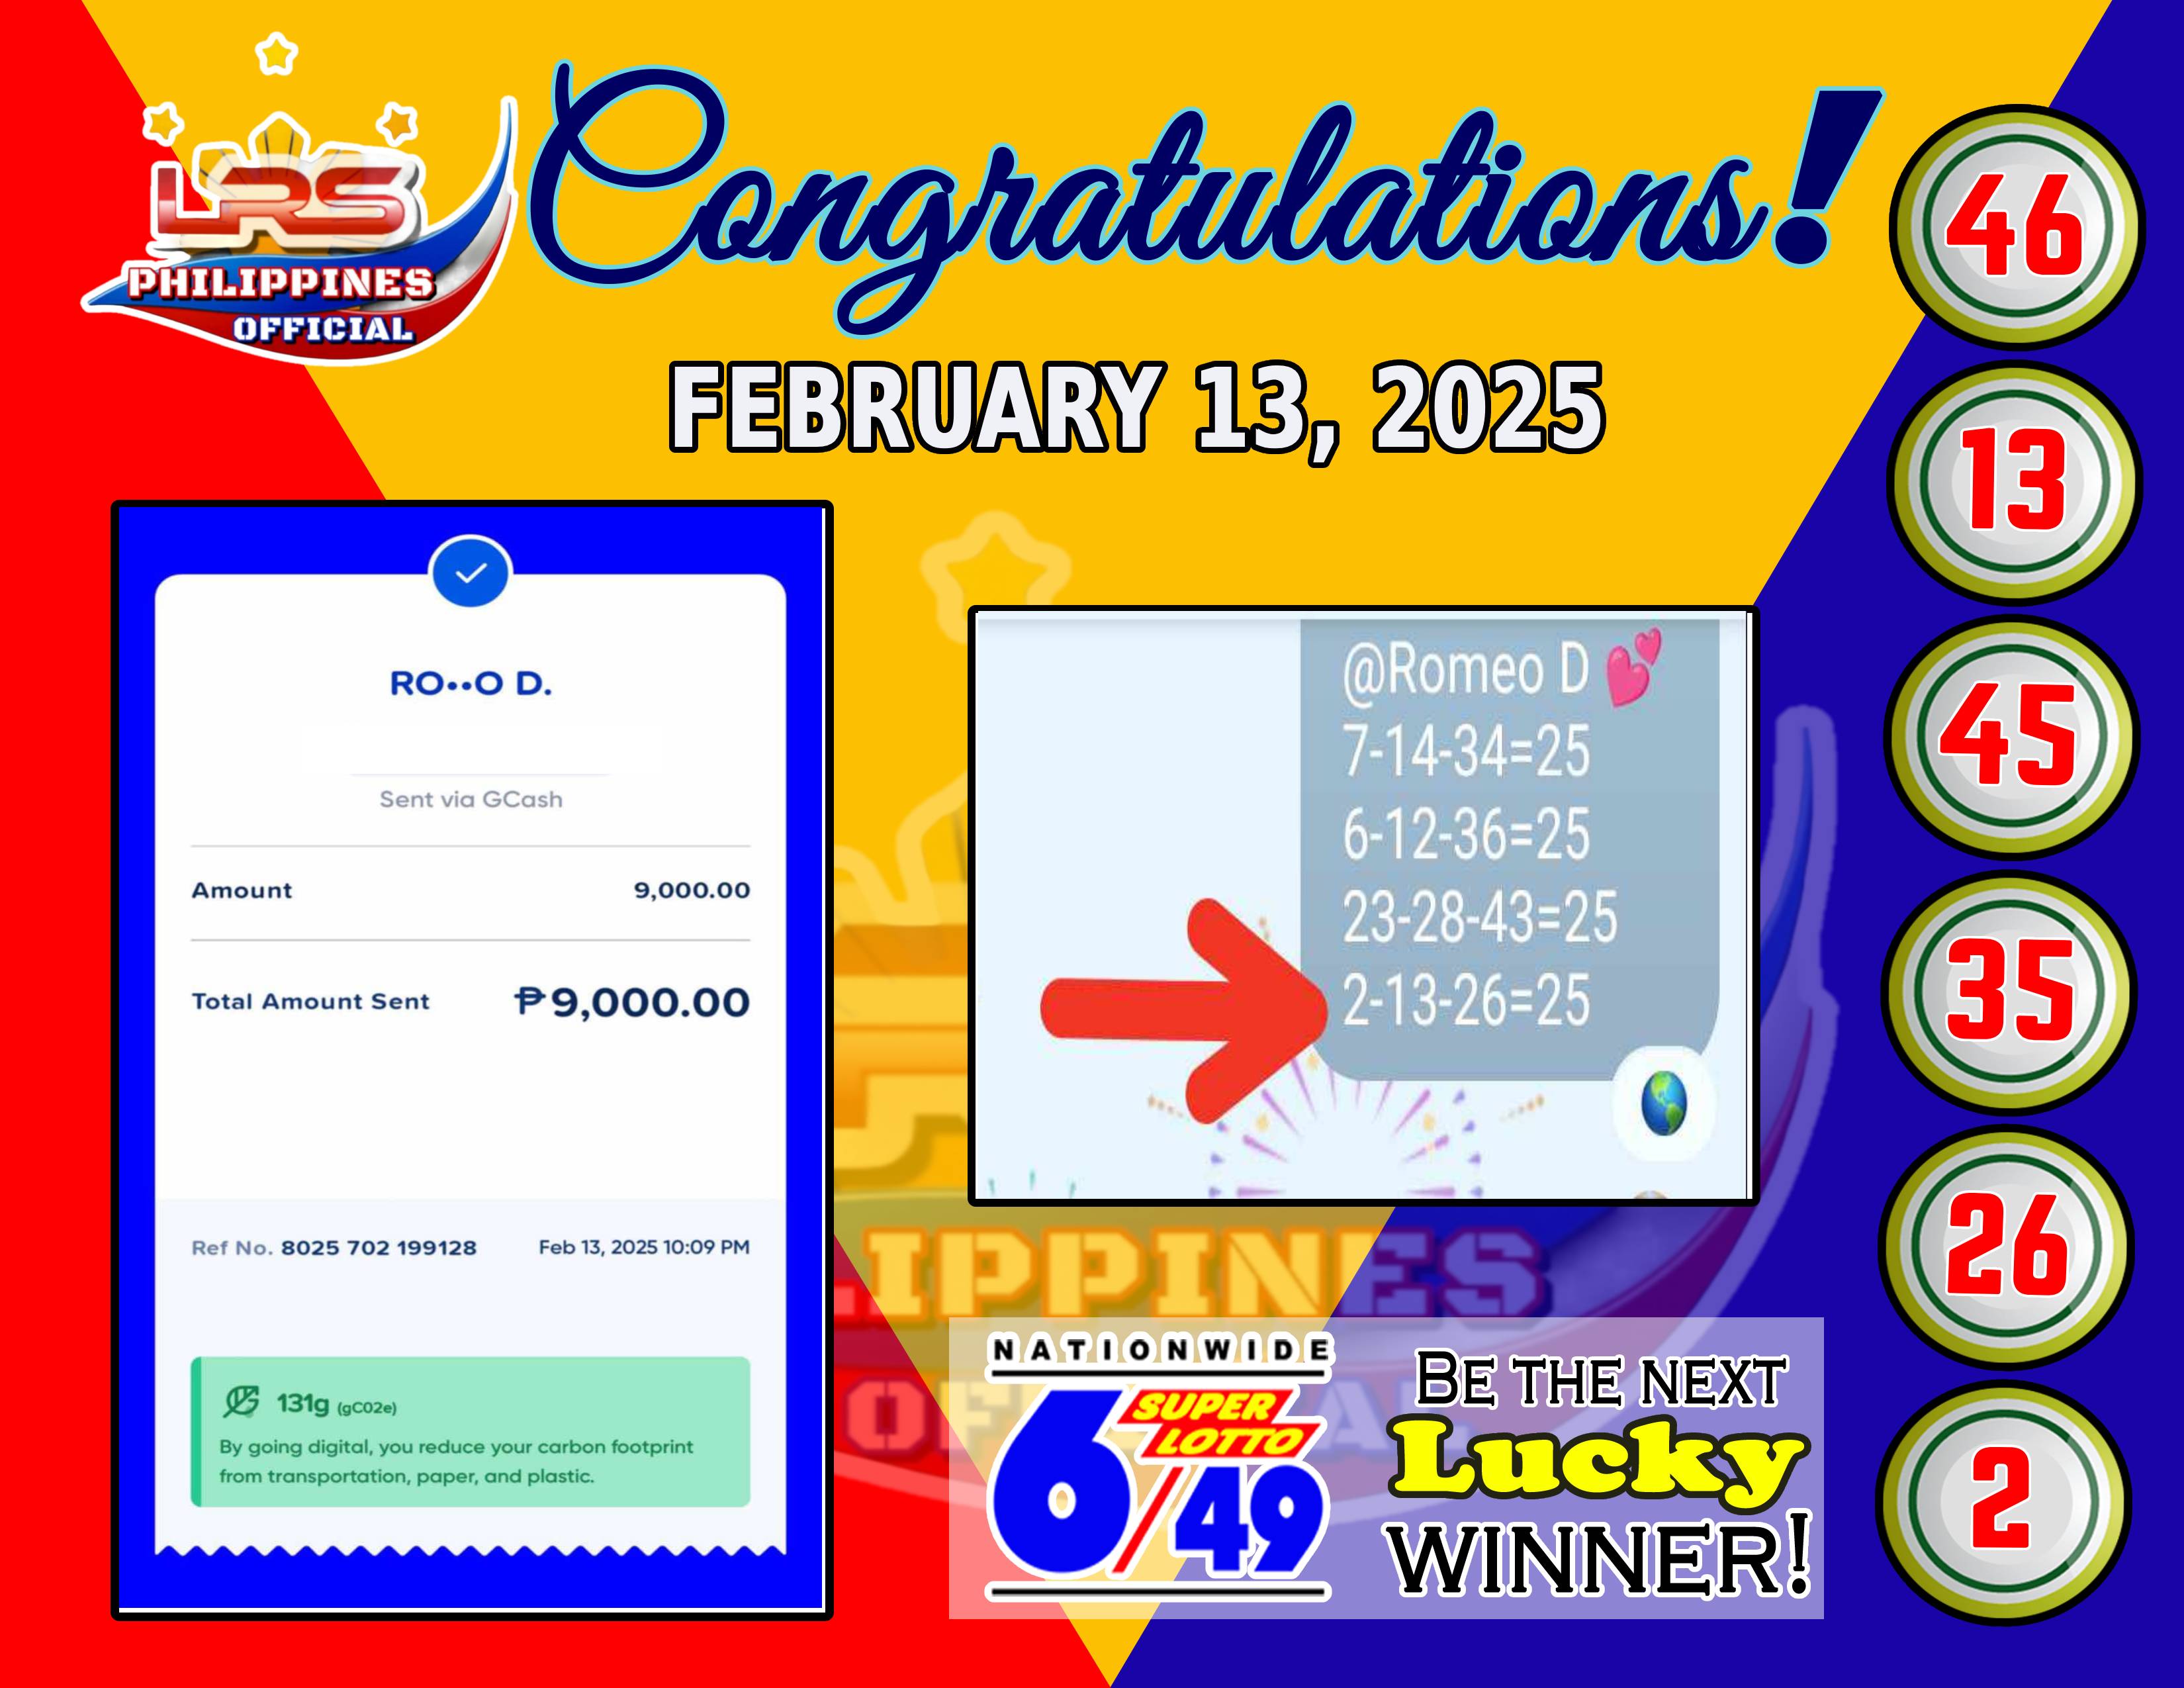 LRS
PHILIPPINES
OFFICIAL
Congratulations!
FEBRUARY 13, 2025
RO••O D.
Sent via GCash
Amount 9,000.00
Total Amount Sent ₱9,000.00
Ref No. 8025 702 199128 Feb 13, 2025 10:09 PM
131g (gC02e)
By going digital, you reduce your carbon footprint
from transportation, paper, and plastic.
@Romeo D 💕
7-14-34=25
6-12-36=25
23-28-43=25
2-13-26=25
LIPPINES
NATIONWIDE
6/49
SUPER
LOTTO
BE THE NEXT
Lucky
WINNER!
46
13
45
35
26
2